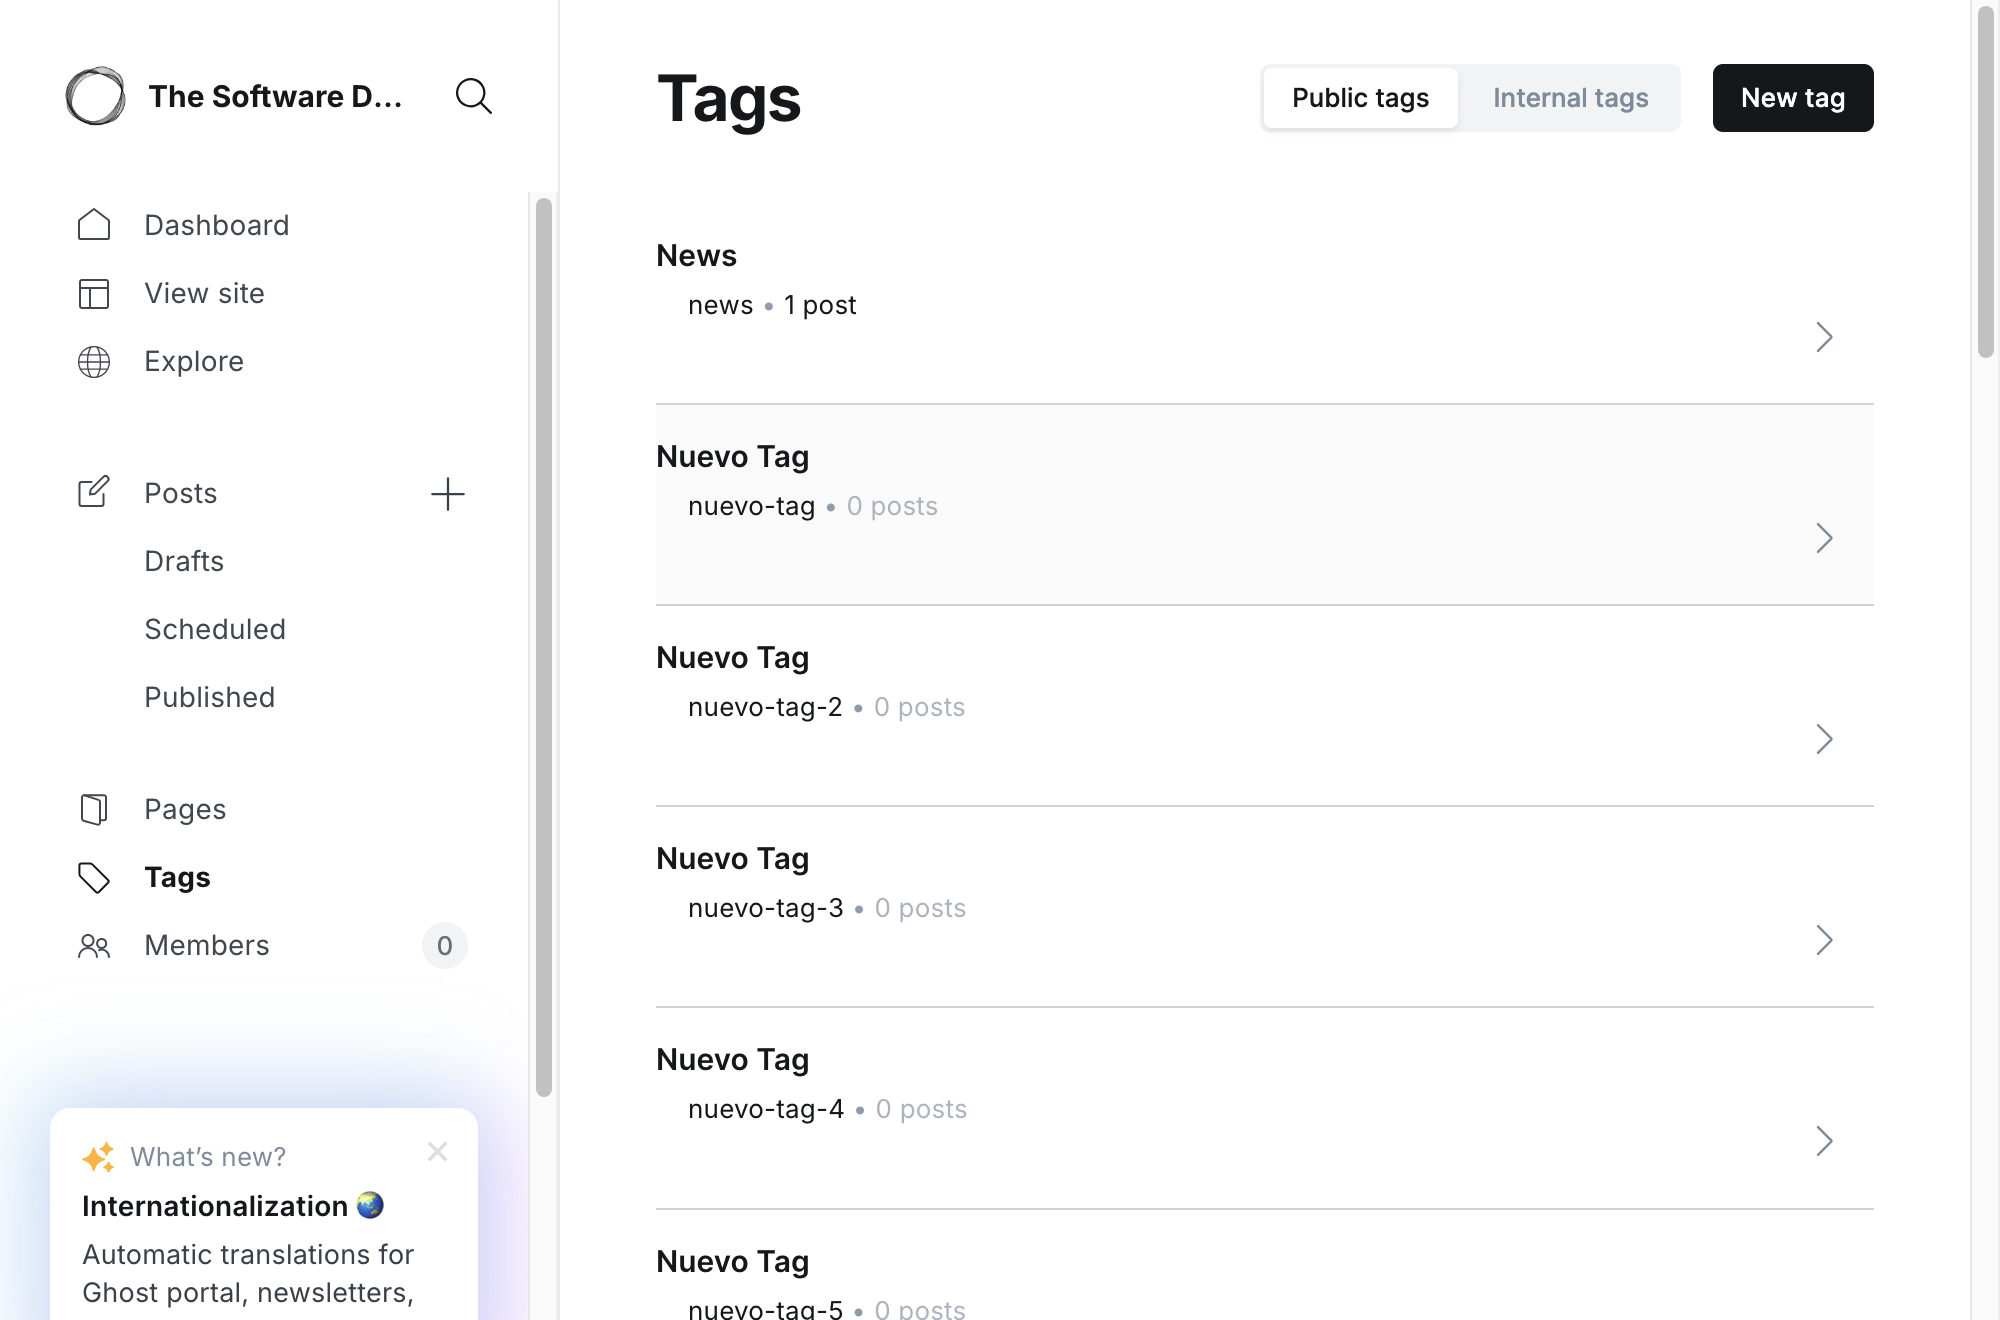 The Software D...
Dashboard
View site
Explore
Posts
Drafts
Scheduled
Published
Pages
Tags
Members
0
What's new?
Internationalization 🌏
Automatic translations for
Ghost portal, newsletters,
Tags
Public tags
Internal tags
New tag
News
news • 1 post
Nuevo Tag
nuevo-tag • 0 posts
Nuevo Tag
nuevo-tag-2 • 0 posts
Nuevo Tag
nuevo-tag-3 • 0 posts
Nuevo Tag
nuevo-tag-4 • 0 posts
Nuevo Tag
nuevo-tag-5 • 0 posts